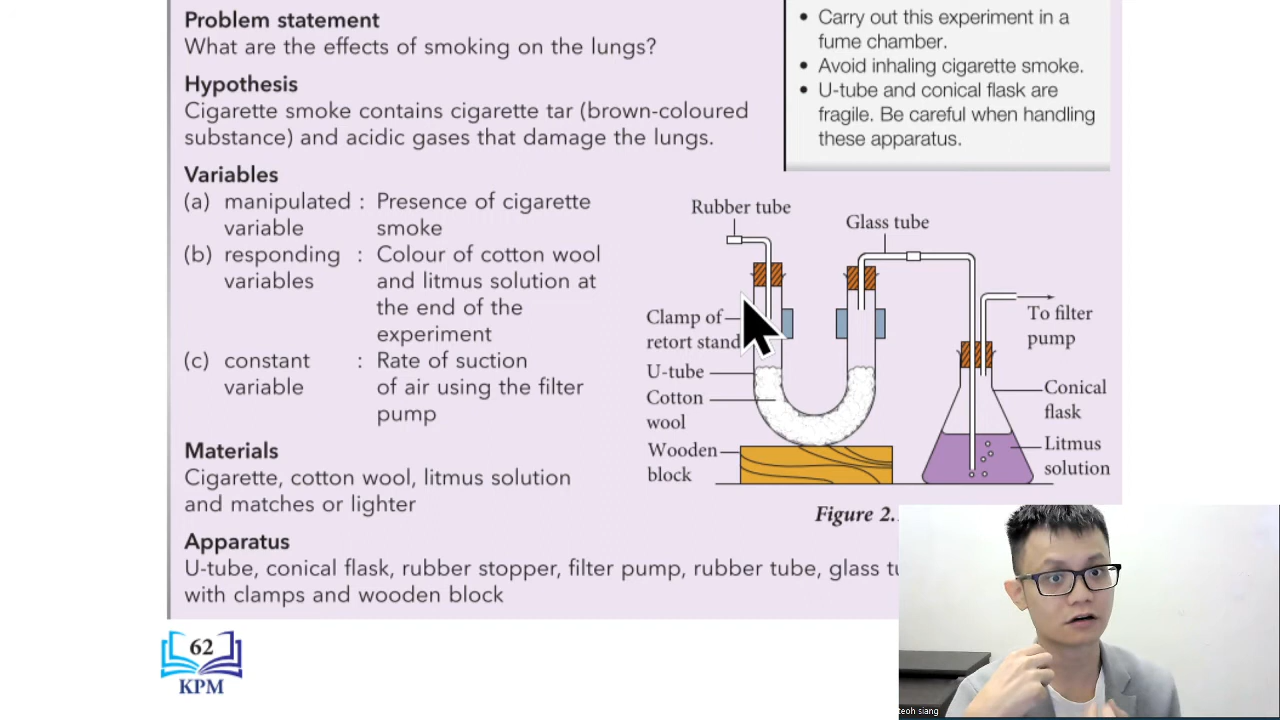 Problem statement
What are the effects of smoking on the lungs?
Hypothesis
Cigarette smoke contains cigarette tar (brown-coloured
substance) and acidic gases that damage the lungs.
Variables
(a) manipulated : Presence of cigarette
variable smoke
(b) responding : Colour of cotton wool
variables and litmus solution at
the end of the
experiment
(c) constant : Rate of suction
variable of air using the filter
pump
Materials
Cigarette, cotton wool, litmus solution
and matches or lighter
Apparatus
U-tube, conical flask, rubber stopper, filter pump, rubber tube, glass tu
with clamps and wooden block
• Carry out this experiment in a
fume chamber.
• Avoid inhaling cigarette smoke.
• U-tube and conical flask are
fragile. Be careful when handling
these apparatus.
Rubber tube
Glass tube
Clamp of
retort stand
U-tube
Cotton
wool
Wooden
block
To filter
pump
Conical
flask
Litmus
solution
Figure 2.
62
KPM
teoh siang